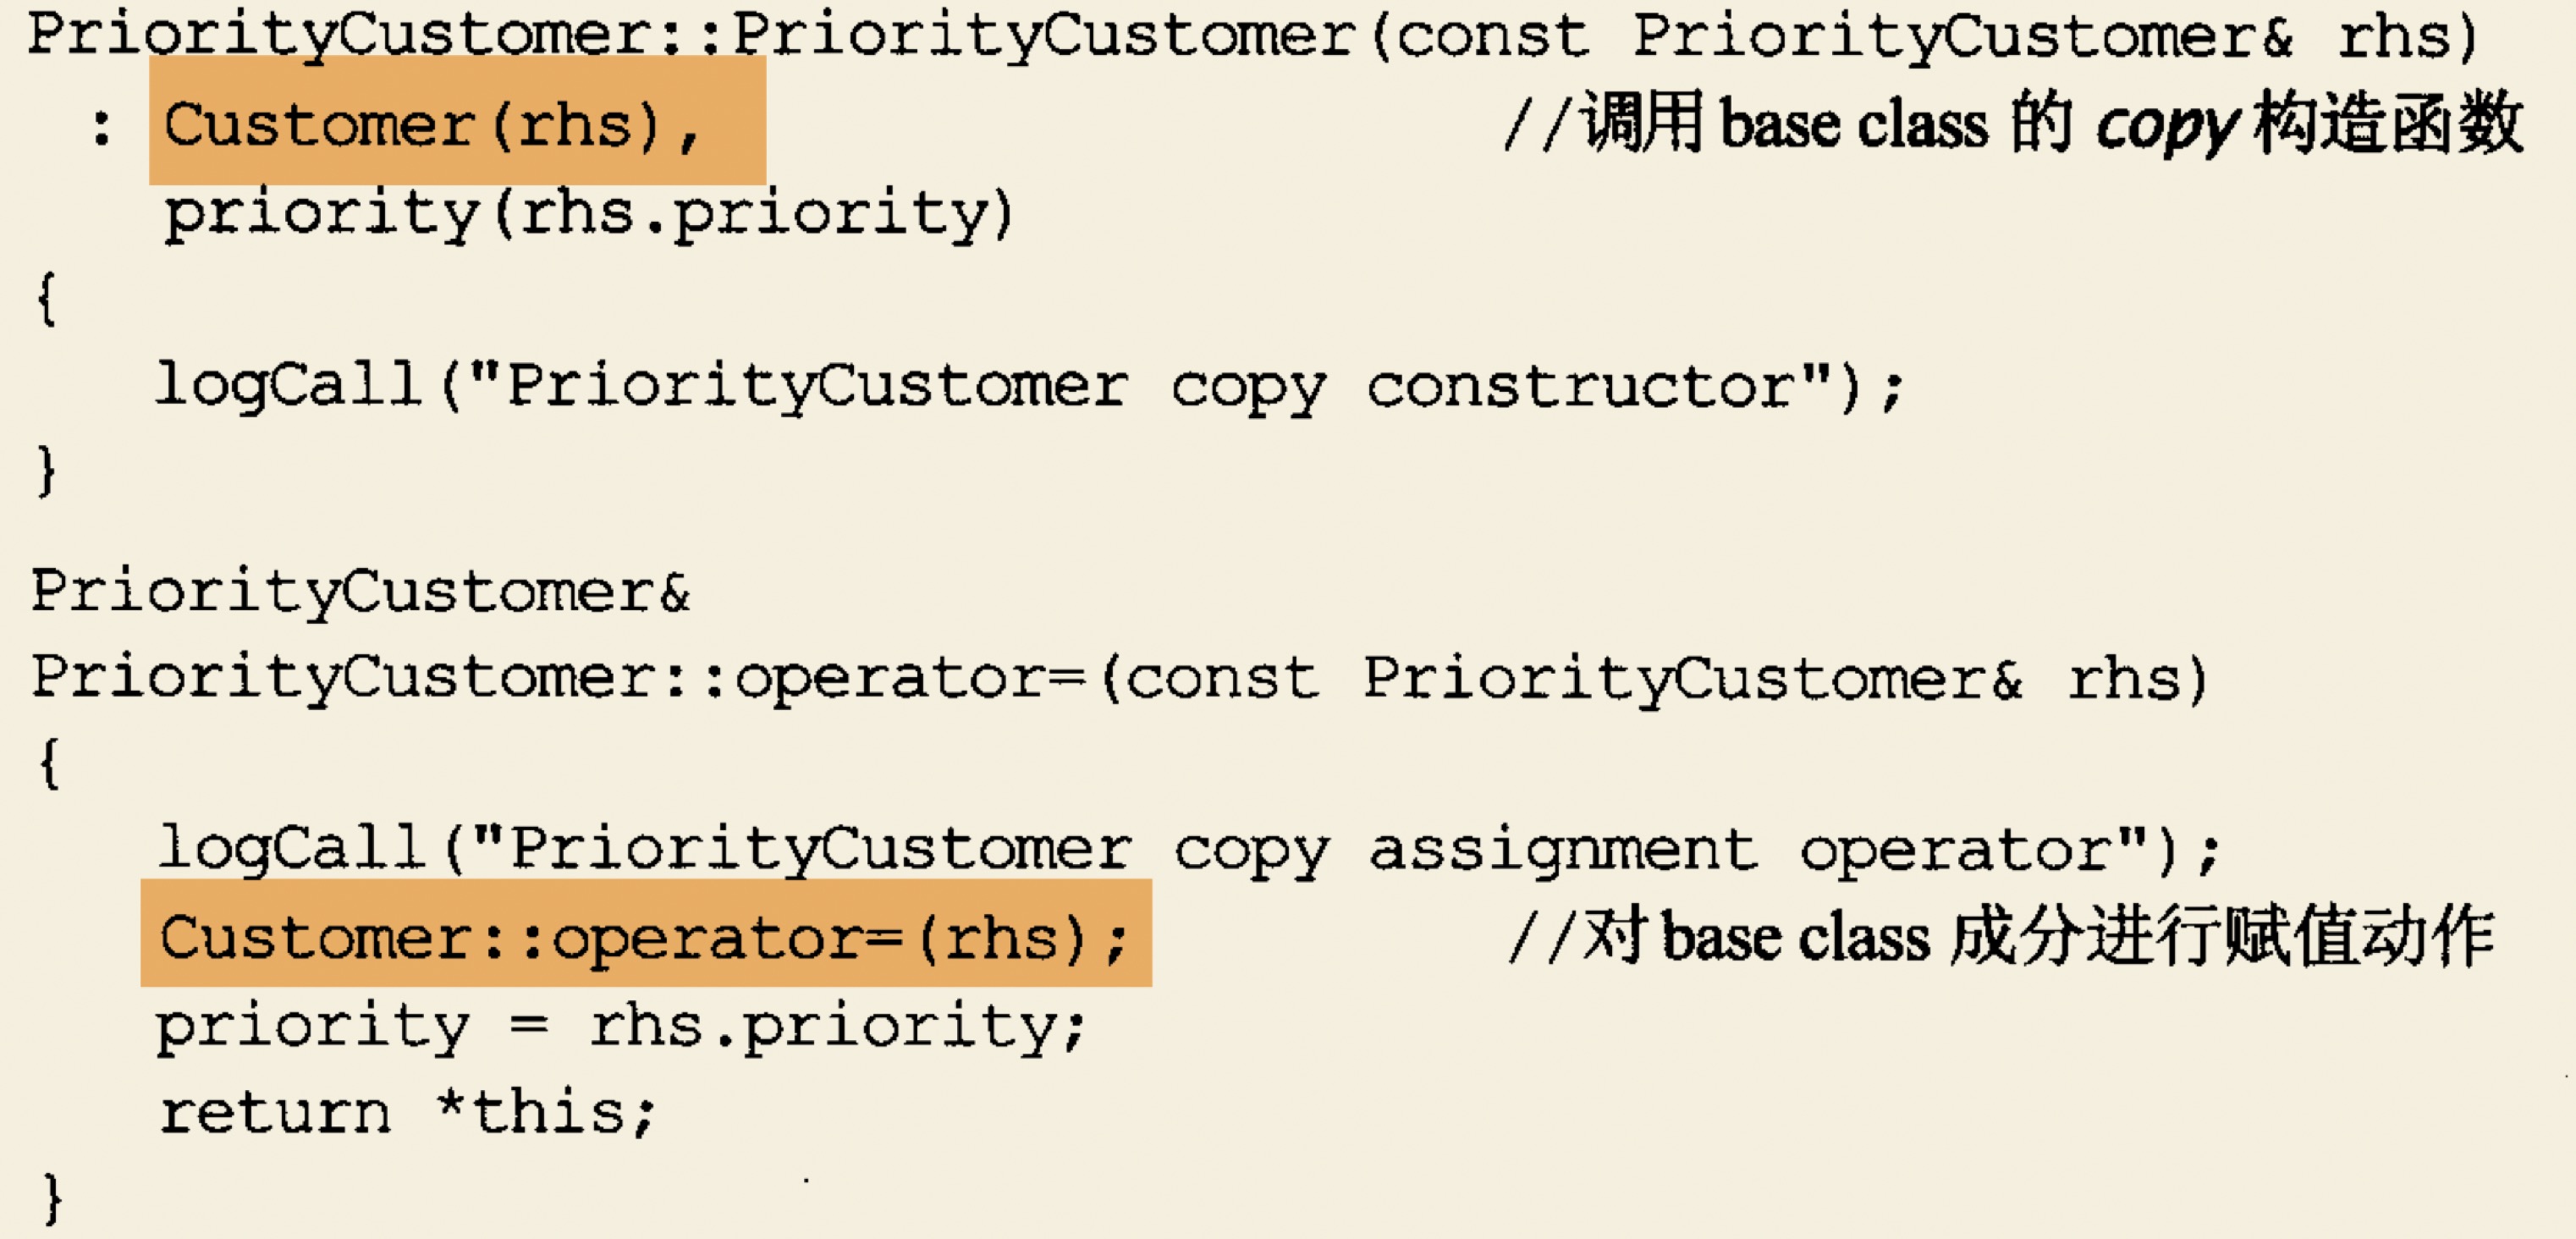 PriorityCustomer::PriorityCustomer(const PriorityCustomer& rhs)
: Customer(rhs), //调用 base class 的 copy 构造函数
priority(rhs.priority)
{
logCall("PriorityCustomer copy constructor");
}
PriorityCustomer&
PriorityCustomer::operator=(const PriorityCustomer& rhs)
{
logCall("PriorityCustomer copy assignment operator");
Customer::operator=(rhs); //对 base class 成分进行赋值动作
priority = rhs.priority;
return *this;
}